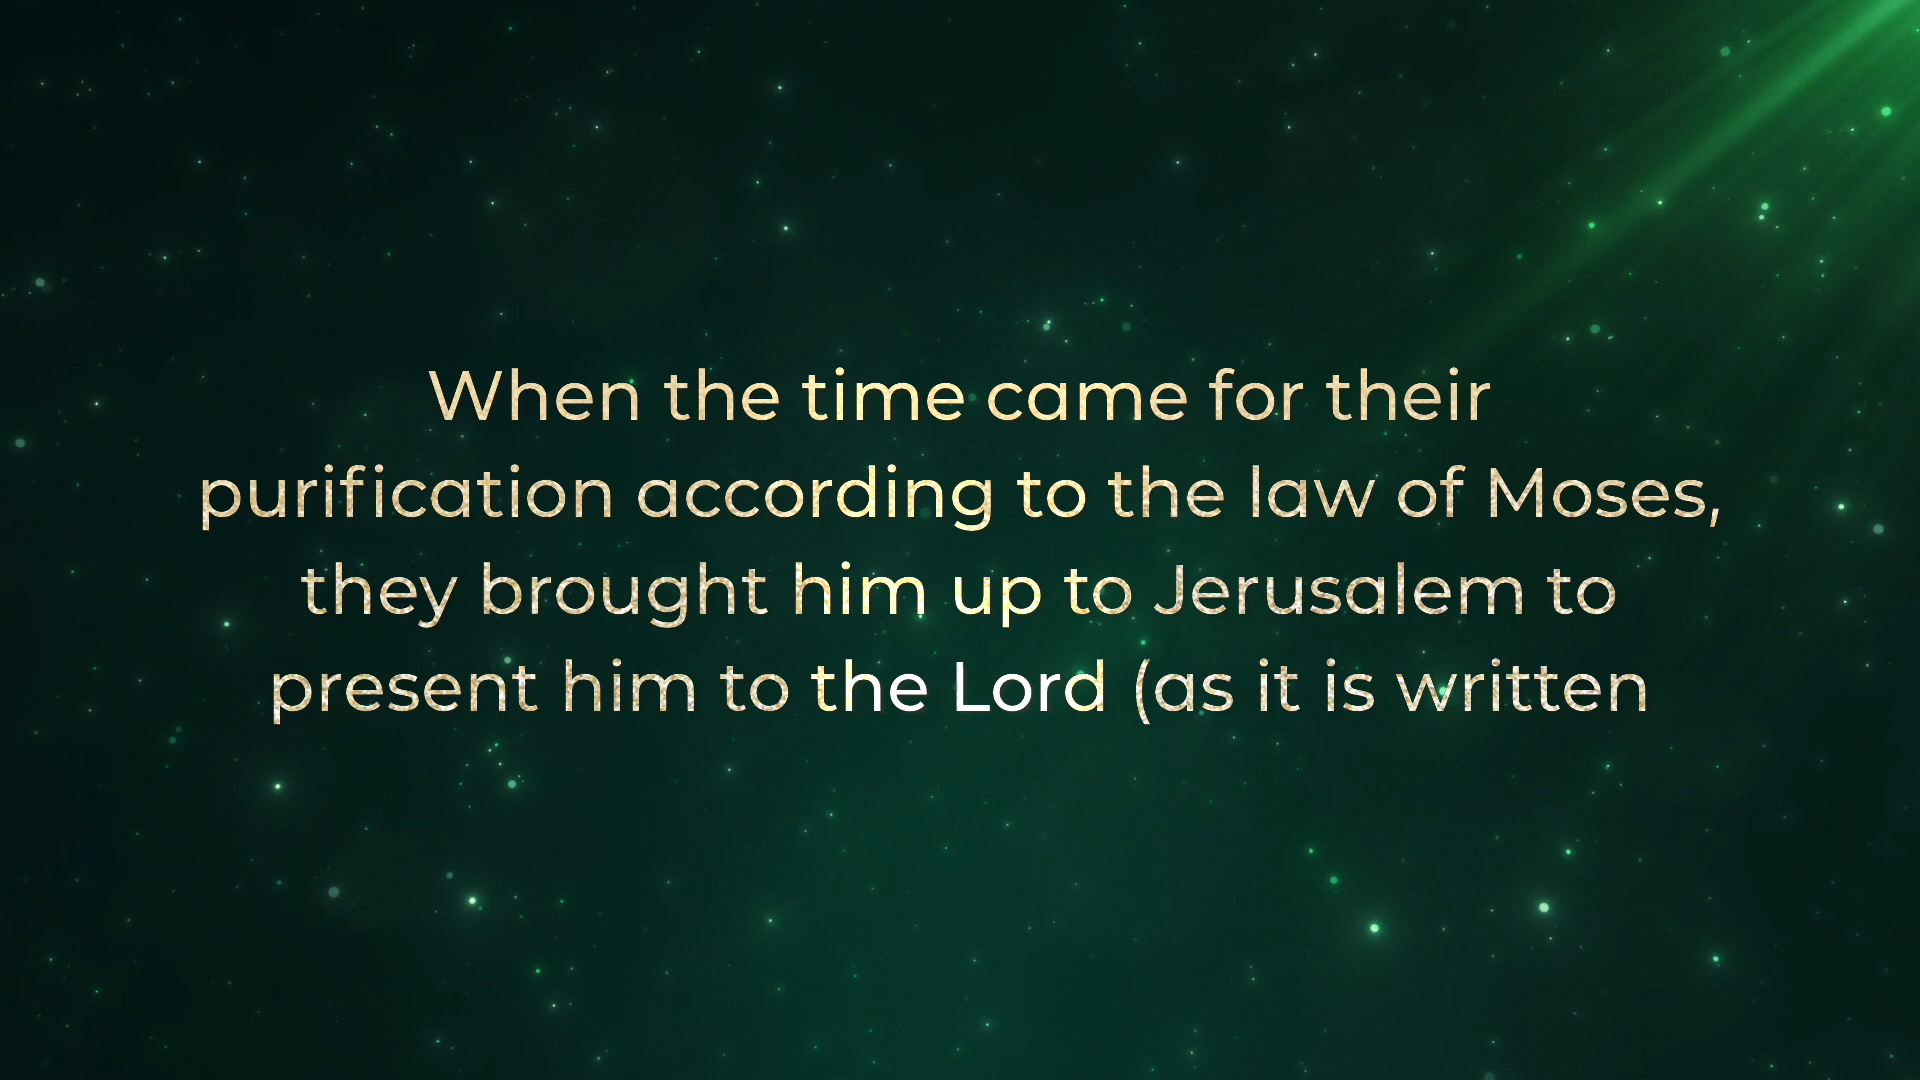 When the time came for their
purification according to the law of Moses,
they brought him up to Jerusalem to
present him to the Lord (as it is written